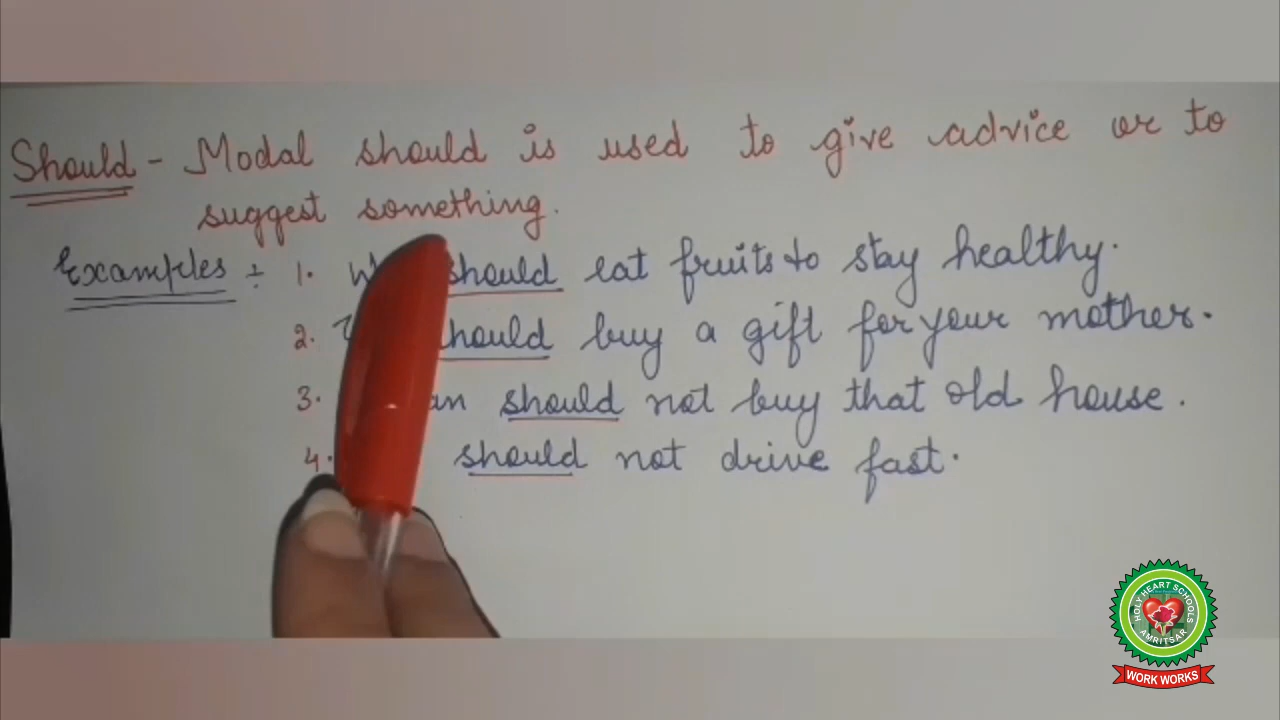 Should - Modal should is used to give advice or to
suggest something.
Examples ÷ 1. should eat fruits to stay healthy.
2. should buy a gift for your mother.
3. should not buy that old house.
4. should not drive fast.
HOLY HEART SCHOOLS
AMRITSAR
WORK WORKS